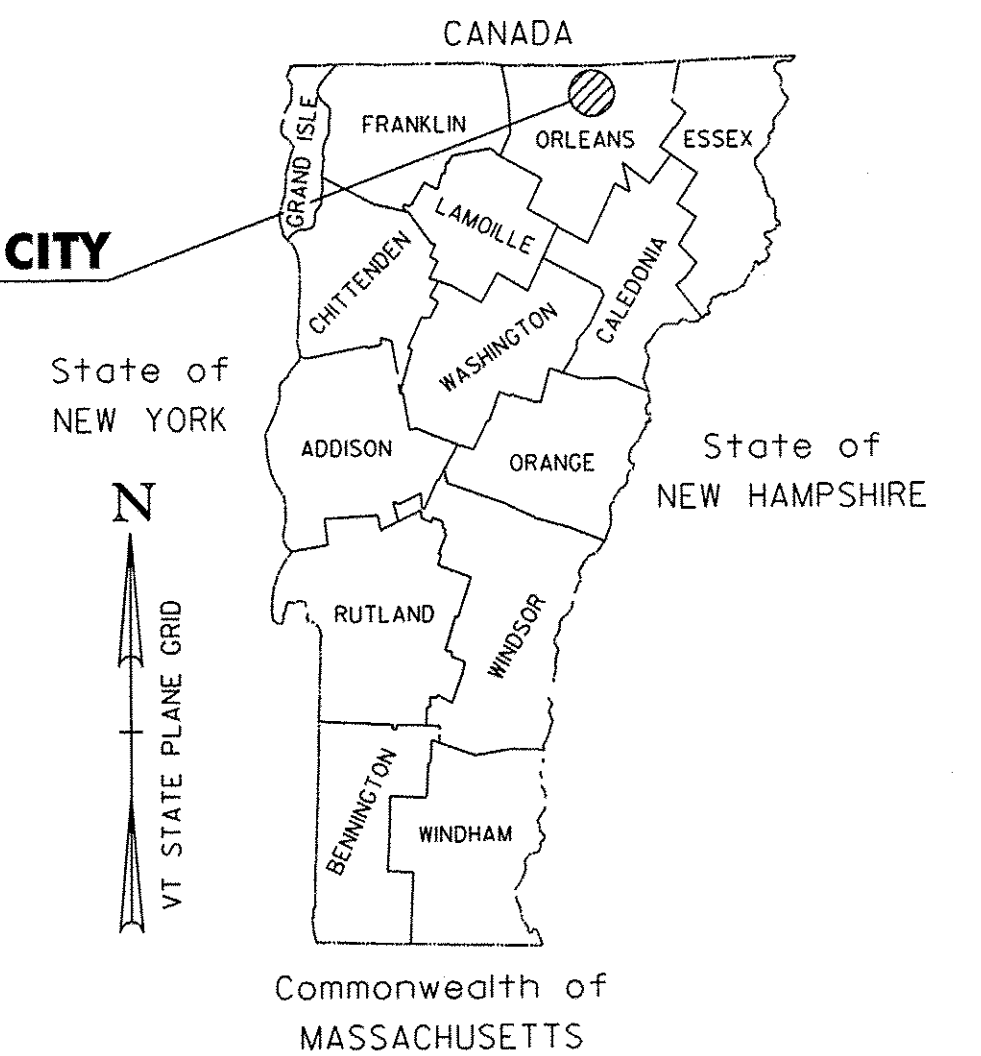 CANADA
GRAND ISLE
FRANKLIN
ORLEANS
ESSEX
LAMOILLE
CITY
CHITTENDEN
CALEDONIA
WASHINGTON
State of
NEW YORK
ADDISON
ORANGE
State of
NEW HAMPSHIRE
N
VT STATE PLANE GRID
RUTLAND
WINDSOR
BENNINGTON
WINDHAM
Commonwealth of
MASSACHUSETTS